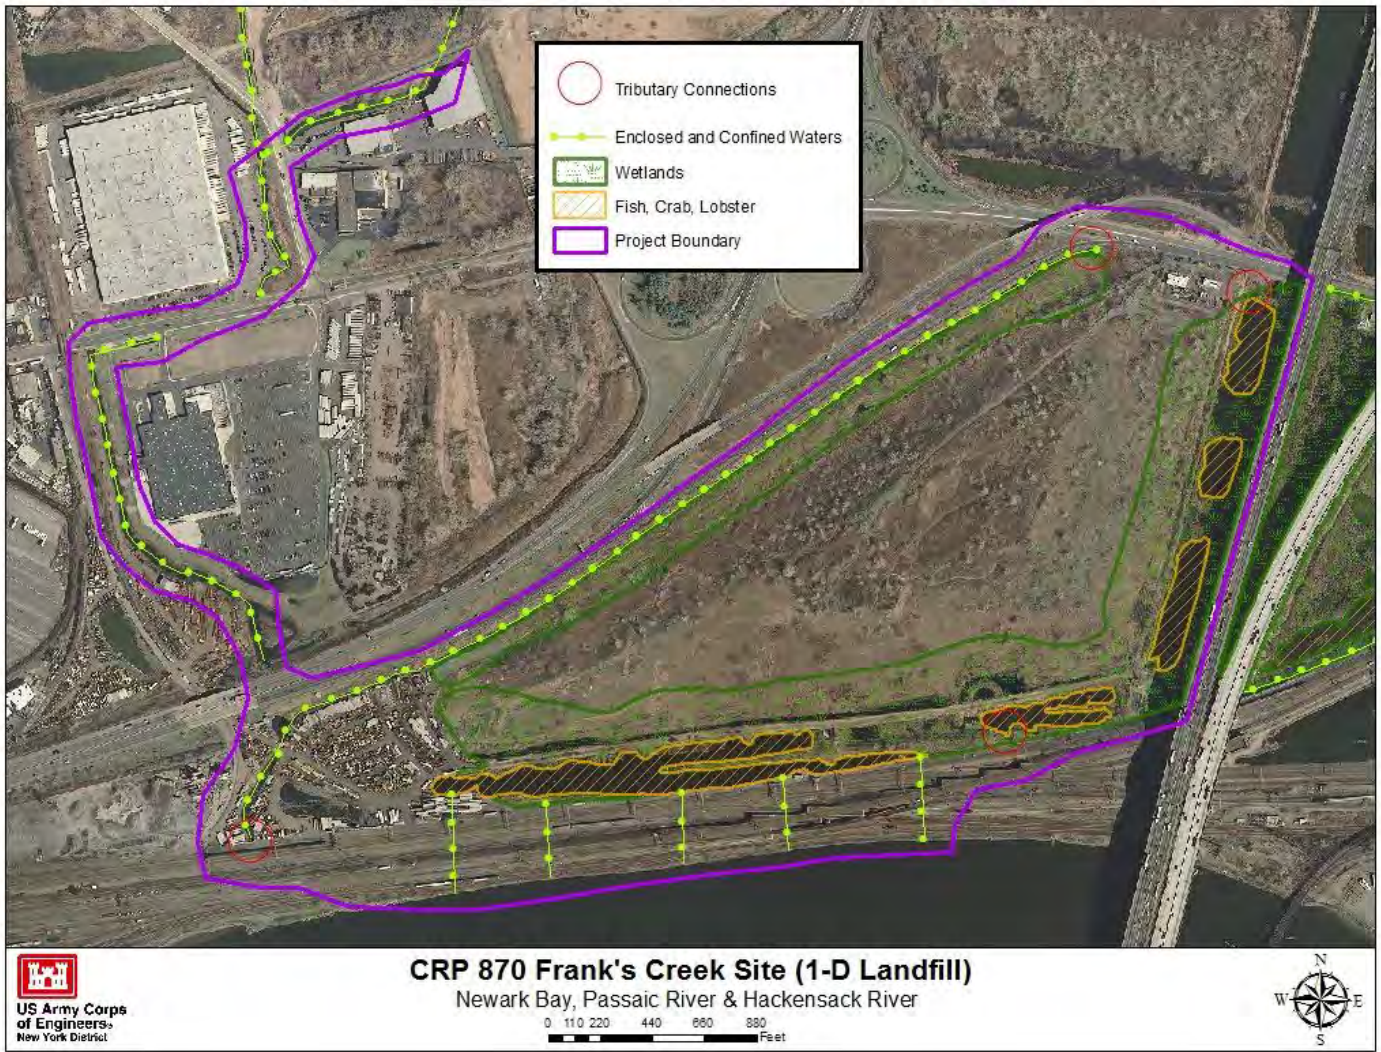 Tributary Connections
Enclosed and Confined Waters
Wetlands
Fish, Crab, Lobster
Project Boundary
US Army Corps
of Engineers®
New York District
CRP 870 Frank's Creek Site (1-D Landfill)
Newark Bay, Passaic River & Hackensack River
0 110 220 440 660 880
Feet
N
W E
S